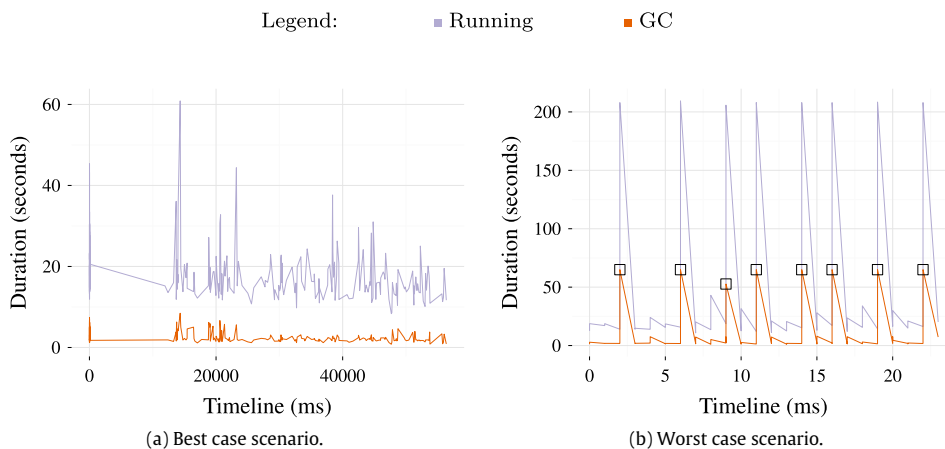 Legend: Running GC
Duration (seconds)
60
40
20
0
0 20000 40000
Timeline (ms)
(a) Best case scenario.
Duration (seconds)
200
150
100
50
0
0 5 10 15 20
Timeline (ms)
(b) Worst case scenario.